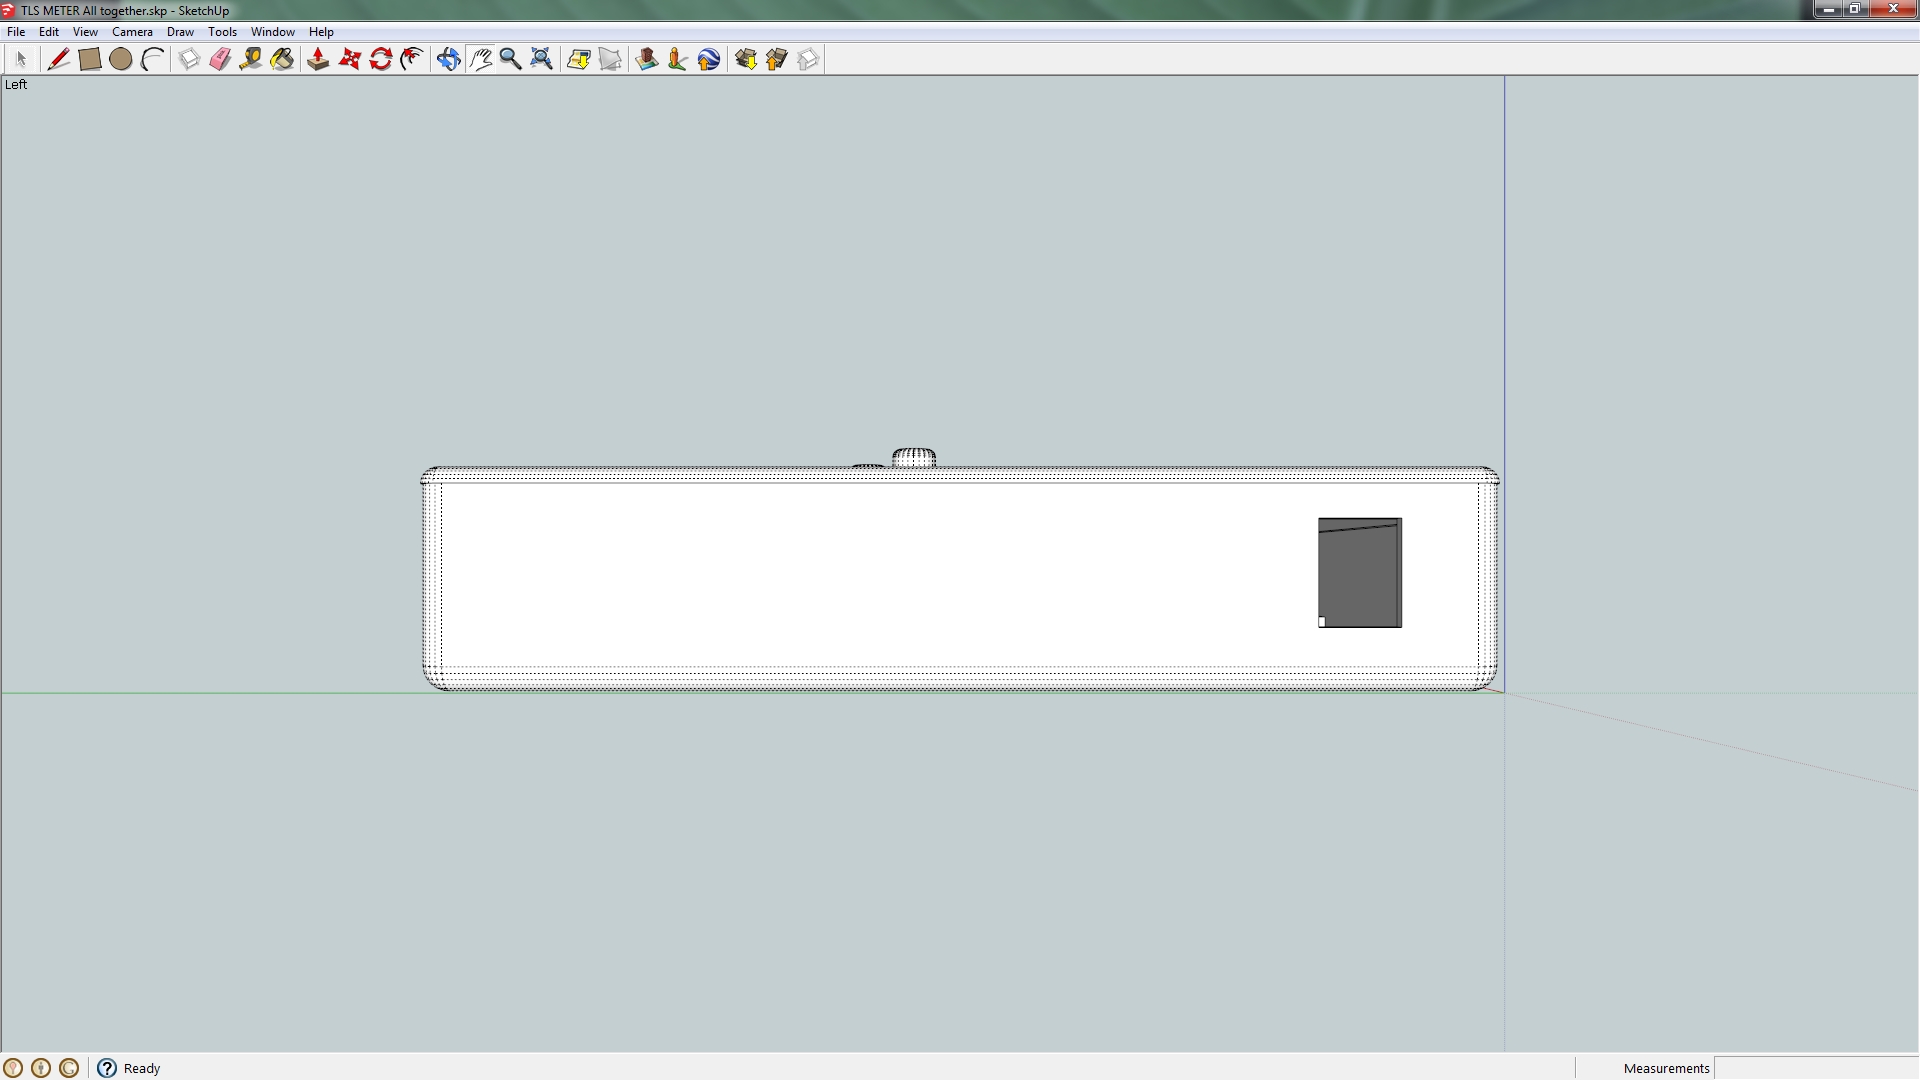 TLS METER All together.skp - SketchUp
File Edit View Camera Draw Tools Window Help
Left
Ready
Measurements